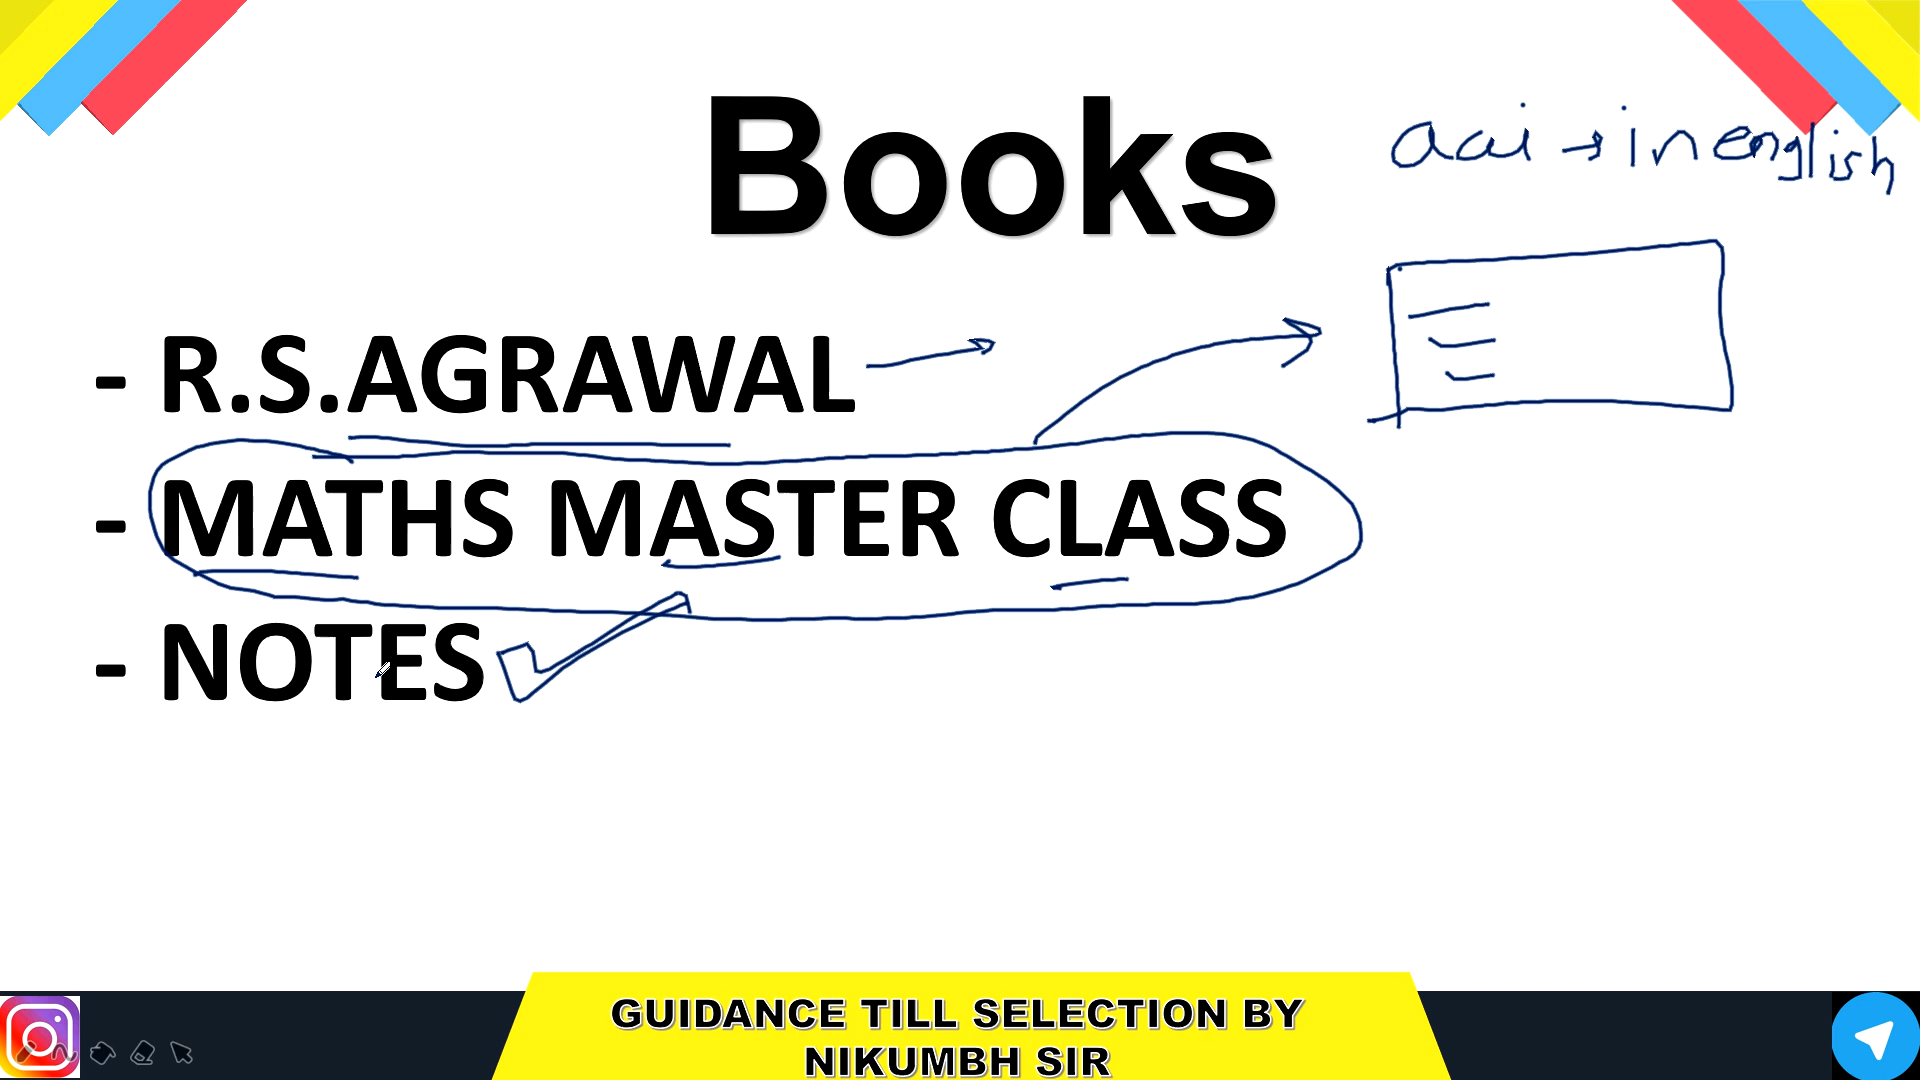 Books
aai → in english
- R.S.AGRAWAL
- MATHS MASTER CLASS
- NOTES
GUIDANCE TILL SELECTION BY
NIKUMBH SIR